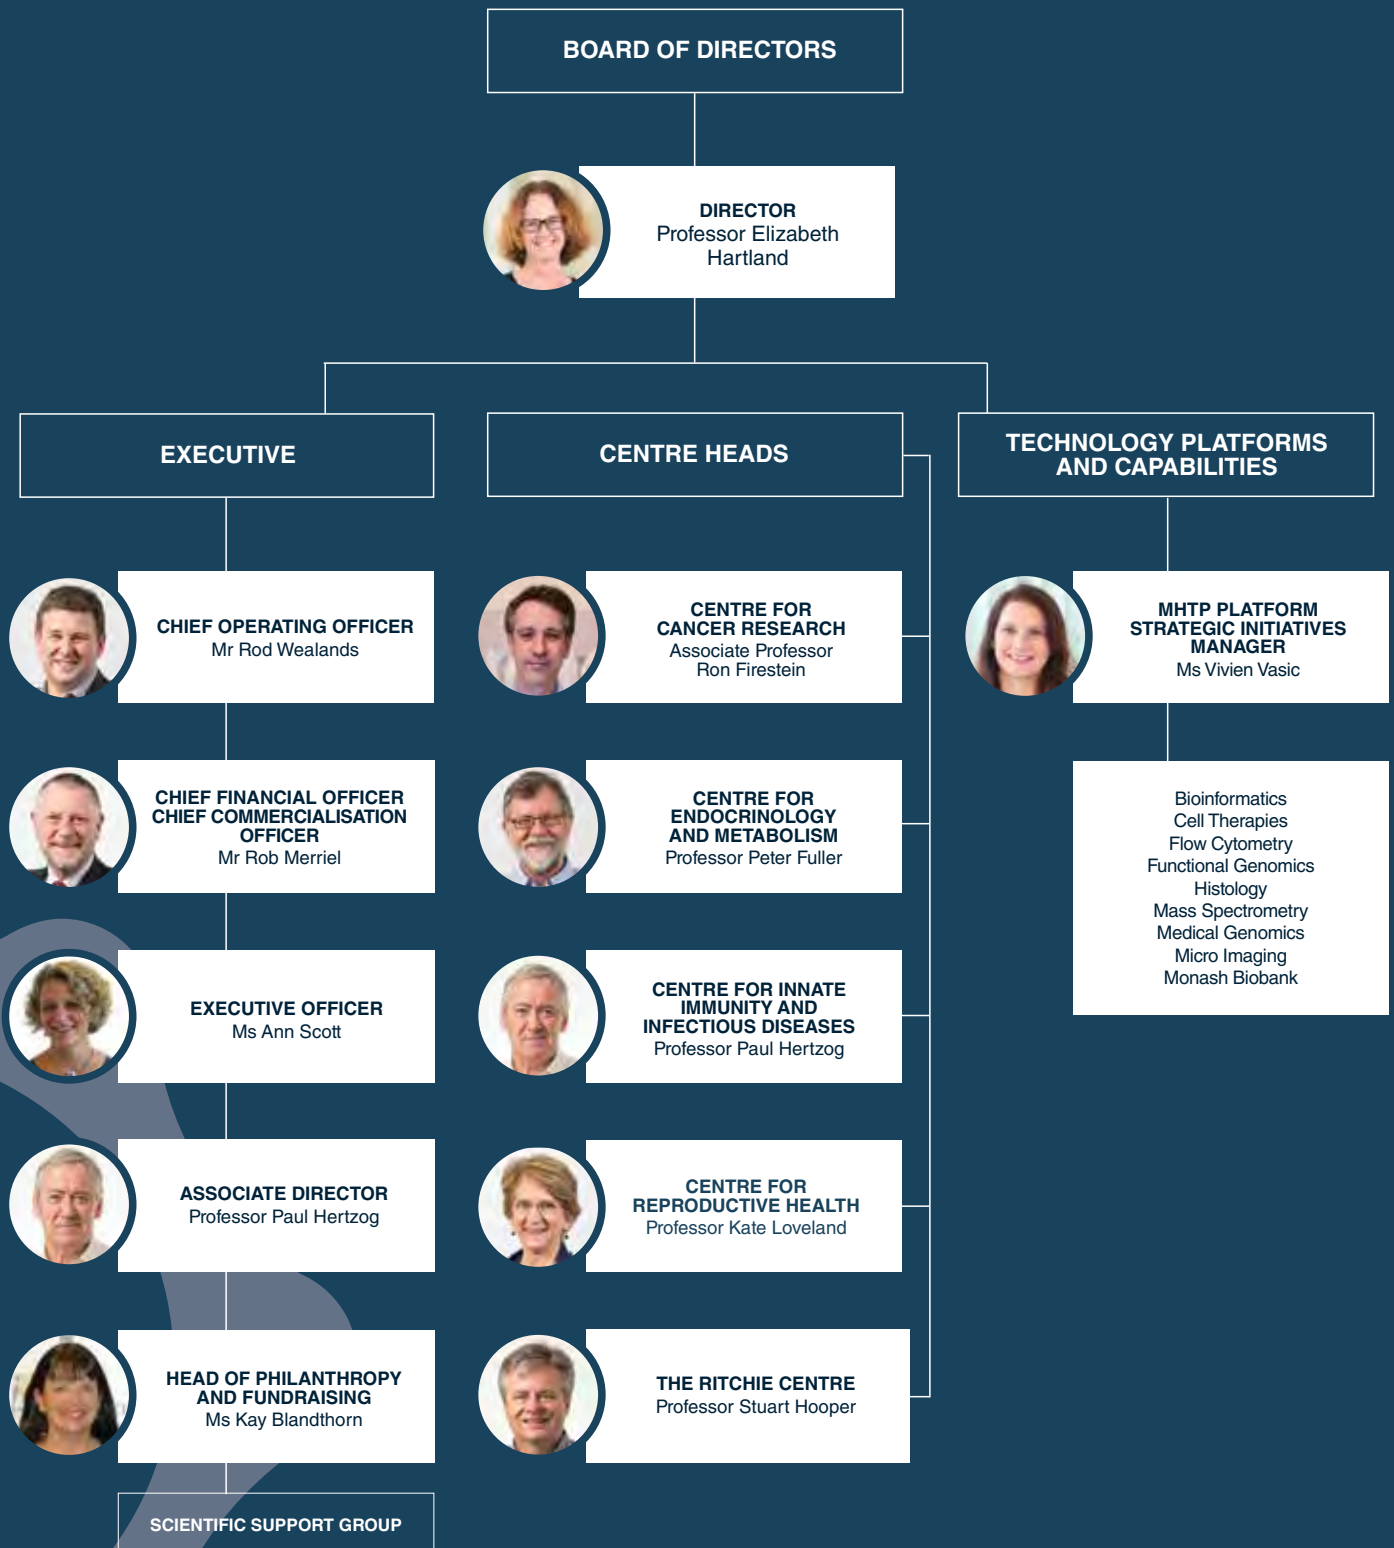 BOARD OF DIRECTORS
DIRECTOR
Professor Elizabeth
Hartland
EXECUTIVE
CHIEF OPERATING OFFICER
Mr Rod Wealands
CHIEF FINANCIAL OFFICER
CHIEF COMMERCIALISATION
OFFICER
Mr Rob Merriel
EXECUTIVE OFFICER
Ms Ann Scott
ASSOCIATE DIRECTOR
Professor Paul Hertzog
HEAD OF PHILANTHROPY
AND FUNDRAISING
Ms Kay Blandthorn
SCIENTIFIC SUPPORT GROUP
CENTRE HEADS
CENTRE FOR
CANCER RESEARCH
Associate Professor
Ron Firestein
CENTRE FOR
ENDOCRINOLOGY
AND METABOLISM
Professor Peter Fuller
CENTRE FOR INNATE
IMMUNITY AND
INFECTIOUS DISEASES
Professor Paul Hertzog
CENTRE FOR
REPRODUCTIVE HEALTH
Professor Kate Loveland
THE RITCHIE CENTRE
Professor Stuart Hooper
TECHNOLOGY PLATFORMS
AND CAPABILITIES
MHTP PLATFORM
STRATEGIC INITIATIVES
MANAGER
Ms Vivien Vasic
Bioinformatics
Cell Therapies
Flow Cytometry
Functional Genomics
Histology
Mass Spectrometry
Medical Genomics
Micro Imaging
Monash Biobank